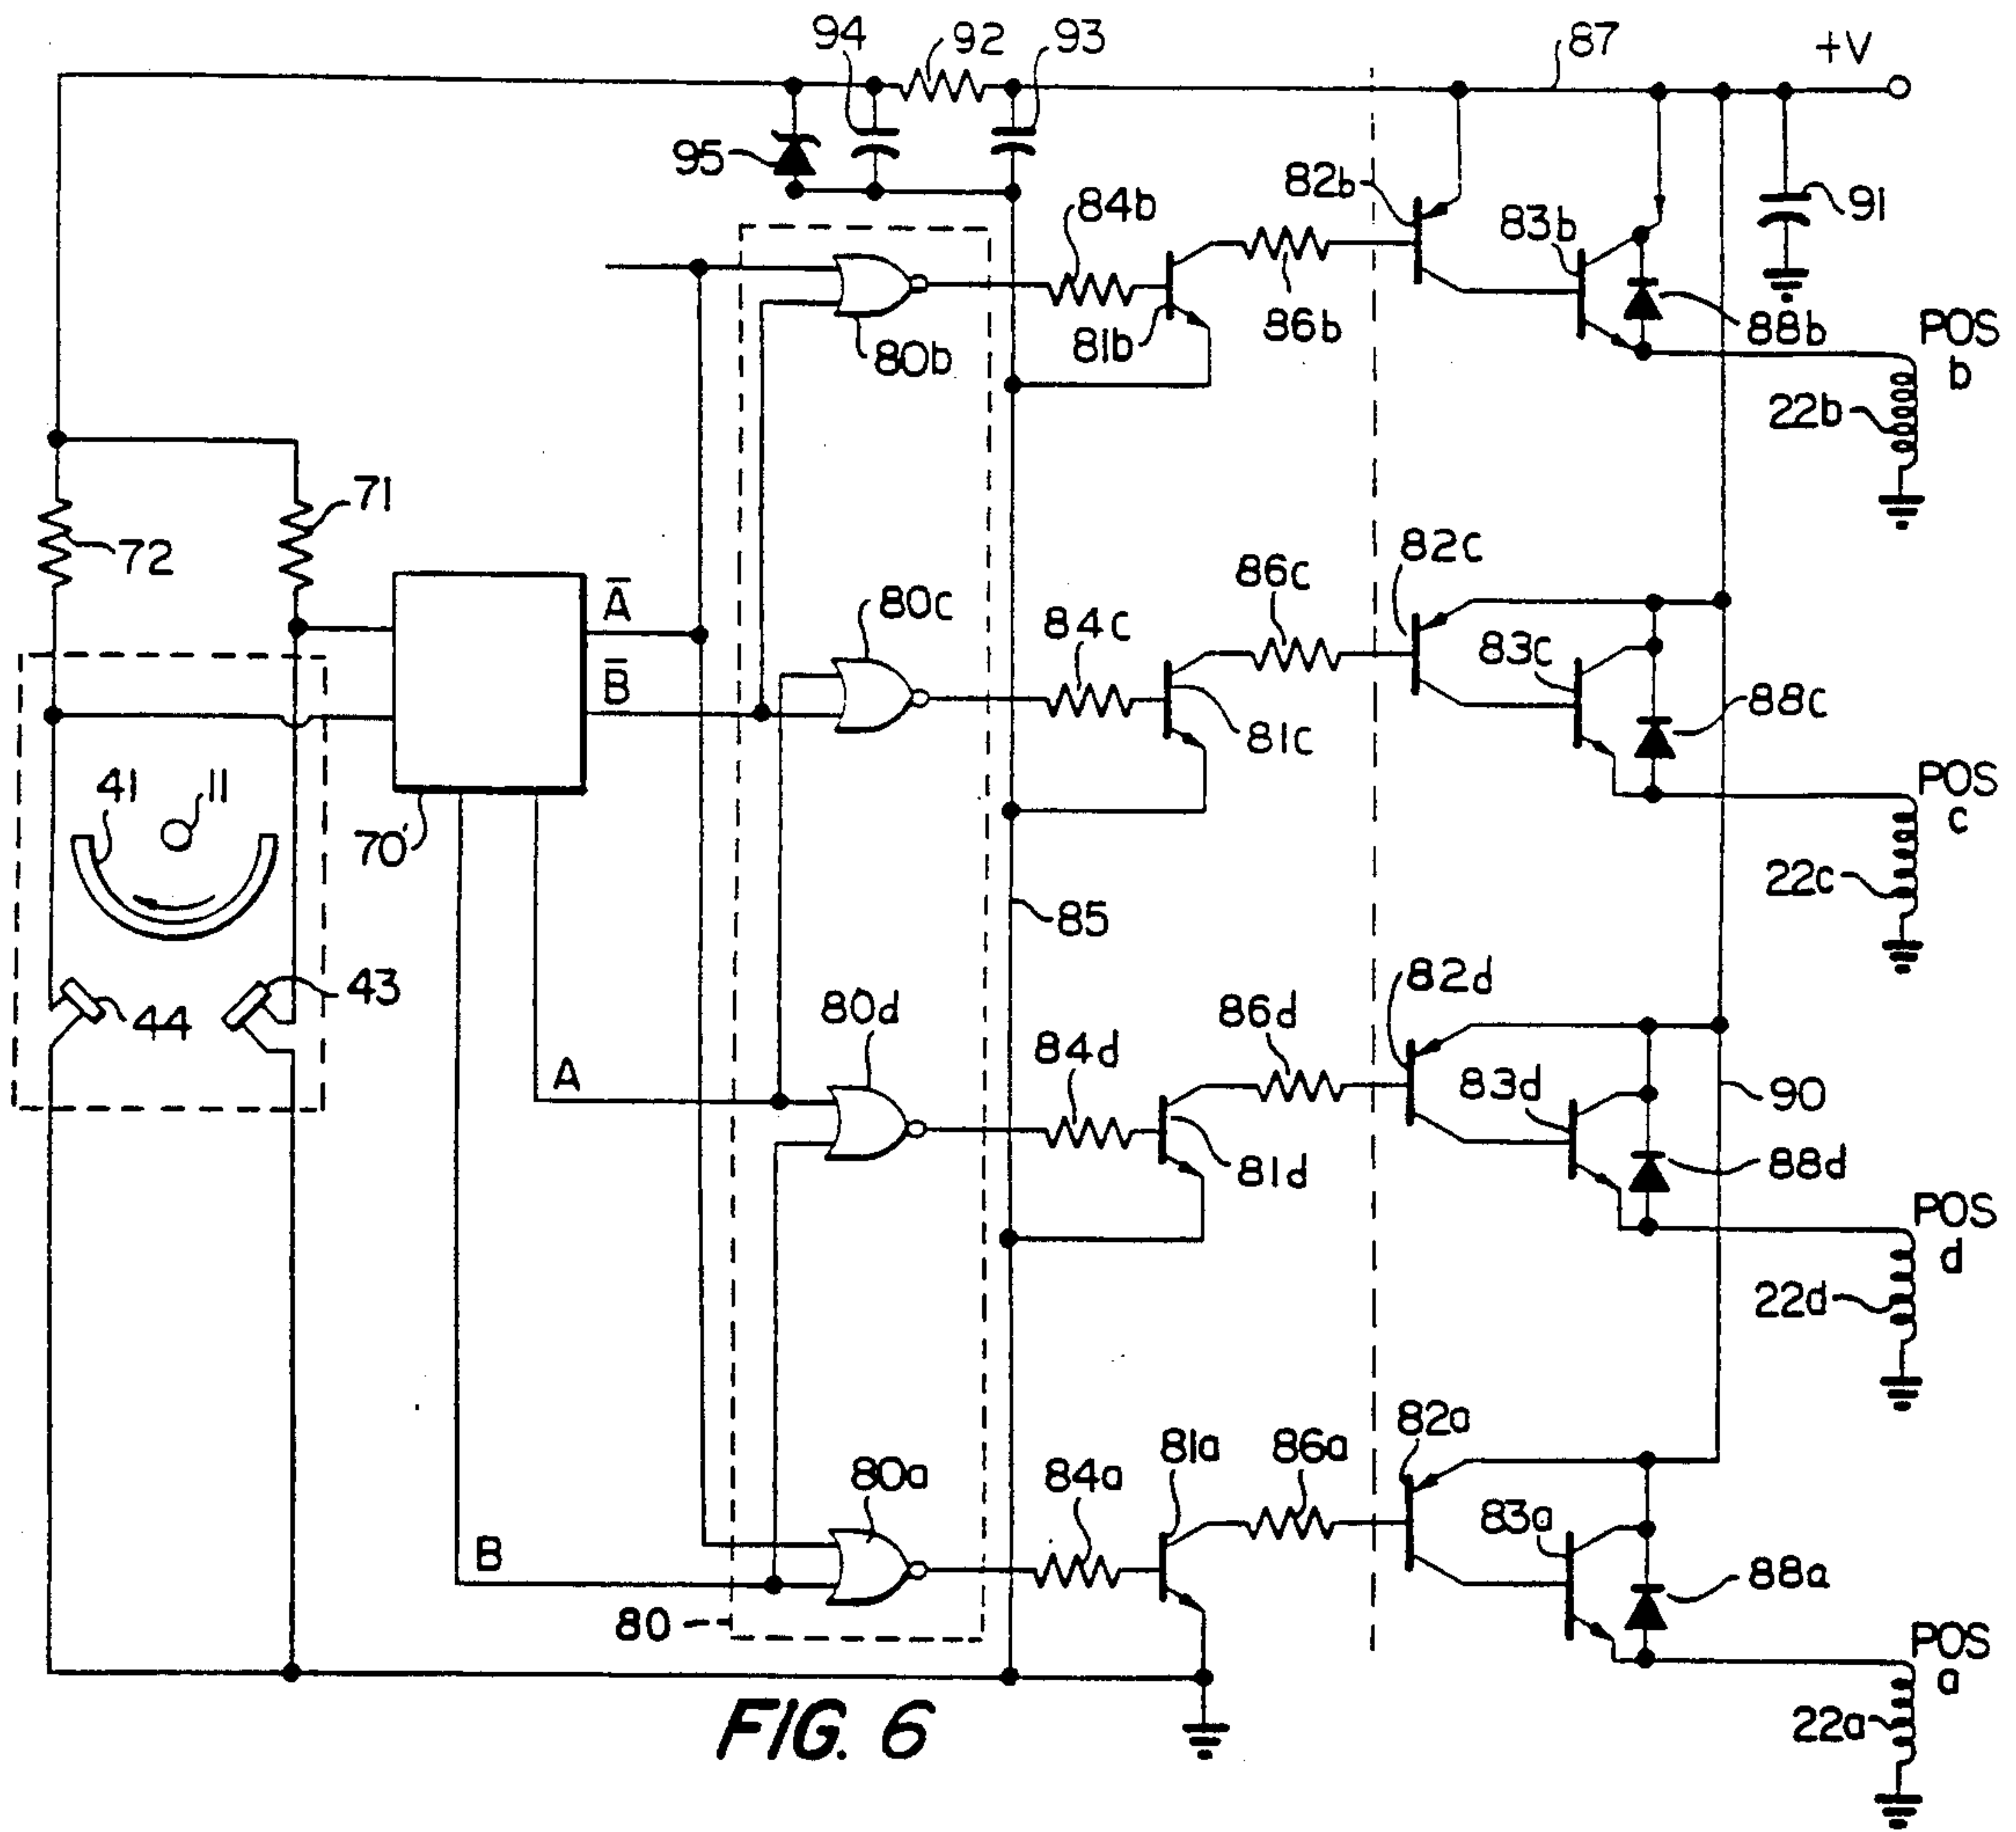 94
92
93
87
+V
95
82b
84b
83b
91
86b
81b
88b
80b
POS
b
22b
71
72
82c
86c
A̅
80c
84c
83c
B̅
88c
81c
POS
c
41
11
70'
22c
85
43
44
82d
80d
86d
84d
A
83d
90
88d
81d
POS
d
22d
82a
81a
86a
80a
84a
83a
B
88a
80
POS
a
FIG. 6
22a